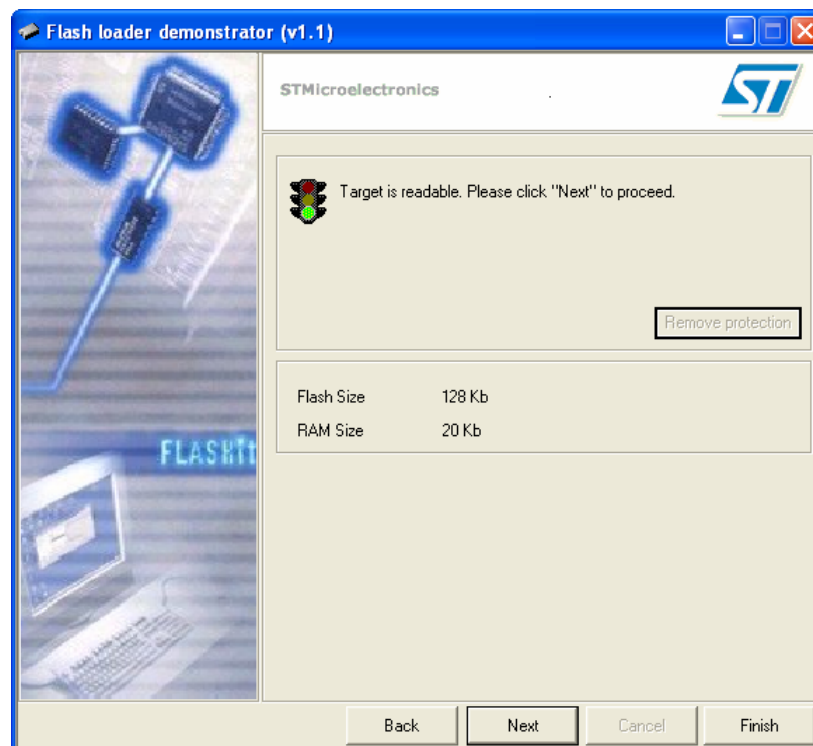 Flash loader demonstrator (v1.1)
STMicroelectronics
ST
Target is readable. Please click "Next" to proceed.
Remove protection
Flash Size 128 Kb
RAM Size 20 Kb
FLASHit
Back Next Cancel Finish